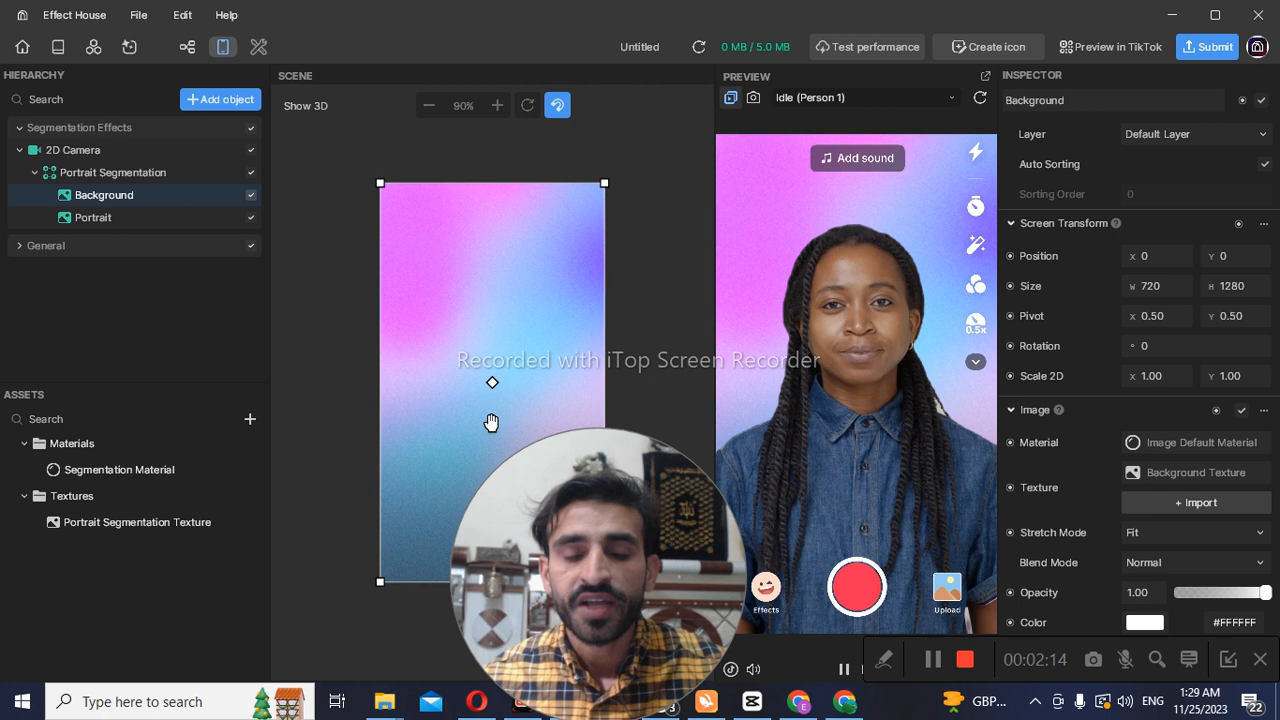 Effect House
File
Edit
Help
Untitled
0 MB / 5.0 MB
Test performance
Create icon
Preview in TikTok
Submit
HIERARCHY
Search
+ Add object
Segmentation Effects
2D Camera
Portrait Segmentation
Background
Portrait
General
ASSETS
Search
Materials
Segmentation Material
Textures
Portrait Segmentation Texture
SCENE
Show 3D
90%
PREVIEW
Idle (Person 1)
Add sound
0.5x
Effects
Upload
Recorded with iTop Screen Recorder
INSPECTOR
Background
Layer
Default Layer
Auto Sorting
Sorting Order
0
Screen Transform
Position
X 0
Y 0
Size
W 720
H 1280
Pivot
X 0.50
Y 0.50
Rotation
° 0
Scale 2D
X 1.00
Y 1.00
Image
Material
Image Default Material
Texture
Background Texture
+ Import
Stretch Mode
Fit
Blend Mode
Normal
Opacity
1.00
Color
#FFFFFF
00:02:14
Type here to search
GBP...
ENG
1:29 AM
11/25/2023
22